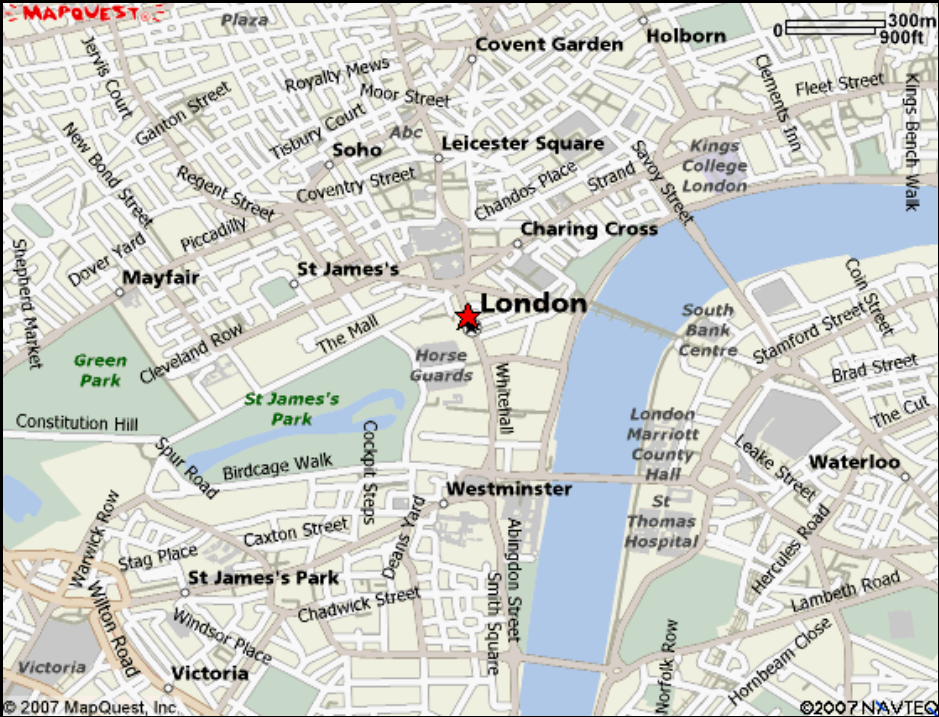 MAPQUEST
Plaza
300m
0
900ft
Covent Garden
Holborn
Jervis Court
Royalty Mews
Clements Inn
Fleet Street
Kings Bench Walk
Ganton Street
Moor Street
Tisbury Court
Abc
New Bond Street
Soho
Leicester Square
Kings
College
London
Savoy Street
Regent Street
Coventry Street
Chandos Place
Strand
Piccadilly
Charing Cross
Dover Yard
Shepherd Market
Mayfair
St James's
Coin Street
London
South
Bank
Centre
Stamford Street
The Mall
Cleveland Row
Green
Park
Horse
Guards
Whitehall
Brad Street
St James's
Park
The Cut
Constitution Hill
London
Marriott
County
Hall
Cockpit Steps
Spur Road
Birdcage Walk
Leake Street
Waterloo
Westminster
St
Thomas
Hospital
Warwick Row
Caxton Street
Deans Yard
Abingdon Street
Hercules Road
Stag Place
St James's Park
Smith Square
Lambeth Road
Wilton Road
Chadwick Street
Windsor Place
Norfolk Row
Hornbeam Close
Victoria
Victoria
© 2007 MapQuest, Inc.
©2007 NAVTEQ